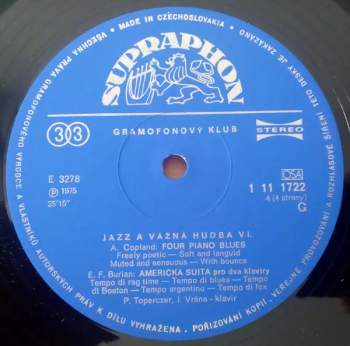 MADE IN CZECHOSLOVAKIA
VŠECHNA PRÁVA GRAMOFONOVÉHO VÝROBCE A VLASTNÍKŮ AUTORSKÝCH PRÁV K DÍLU VYHRAŽENA. POŘIZOVÁNÍ KOPIÍ, VEŘEJNÉ PROVOZOVÁNÍ A ROZHLASOVÉ ŠÍŘENÍ TÉTO DESKY JE ZAKÁZÁNO
SUPRAPHON
33
GRAMOFONOVÝ KLUB
STEREO
E 3278
℗ 1975
25'15"
OSA
1 11 1722
4 (4 strany)
G
JAZZ A VÁŽNÁ HUDBA VI.
A. Copland: FOUR PIANO BLUES
Freely poetic — Soft and languid
Muted and sensuous — With bounce
E. F. Burian: AMERICKÁ SUITA pro dva klavíry
Tempo di rag time — Tempo di blues — Tempo
di Boston — Tempo argentino — Tempo di fox
P. Toperczer, J. Vrána - klavír